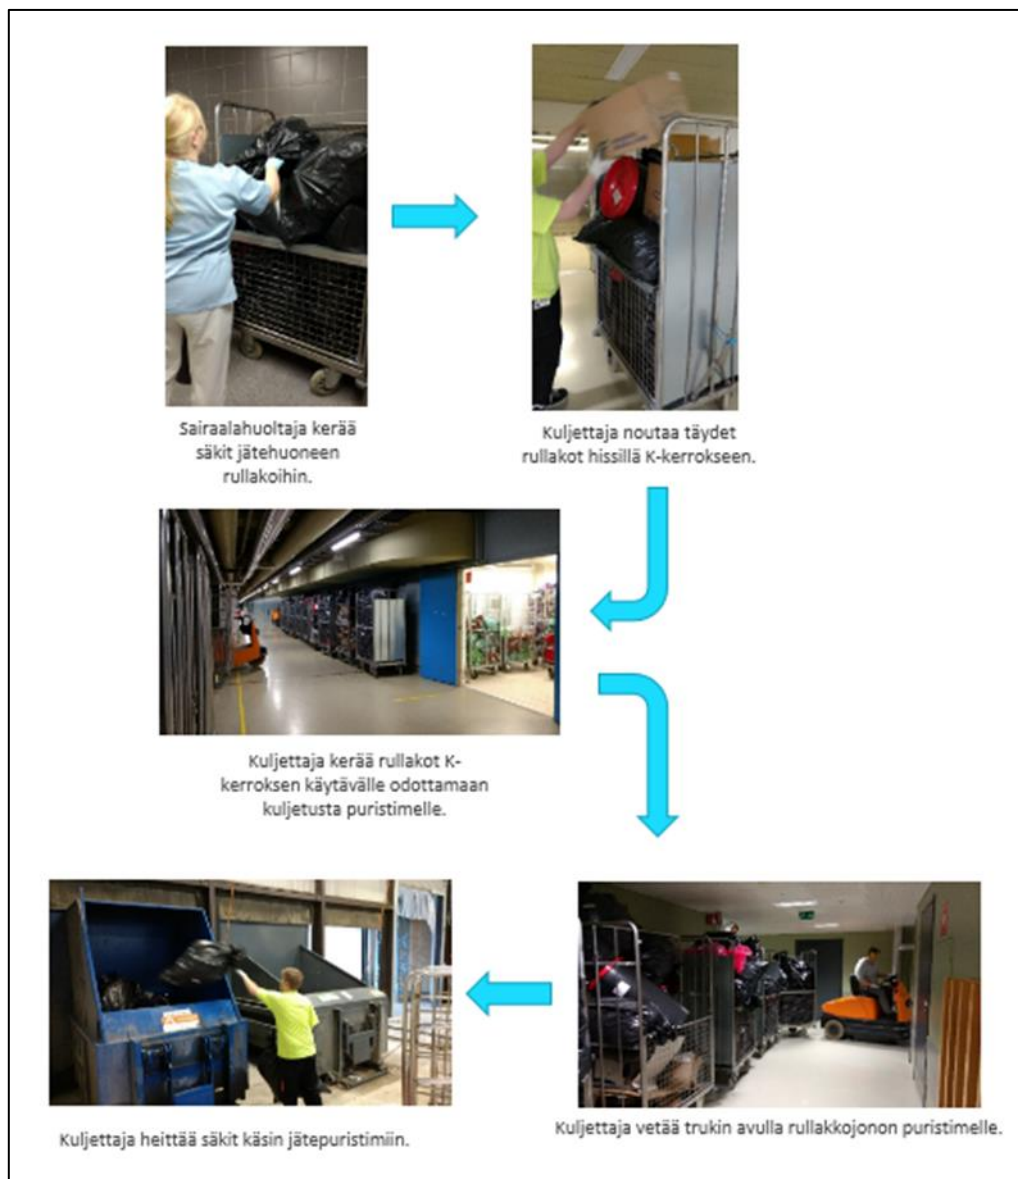 Sairaalahuoltaja kerää
säkit jätehuoneen
rullakoihin.
Kuljettaja noutaa täydet
rullakot hissillä K-kerrokseen.
Kuljettaja kerää rullakot K-
kerroksen käytävälle odottamaan
kuljetusta puristimelle.
Kuljettaja vetää trukin avulla rullakkojonon puristimelle.
Kuljettaja heittää säkit käsin jätepuristimiin.